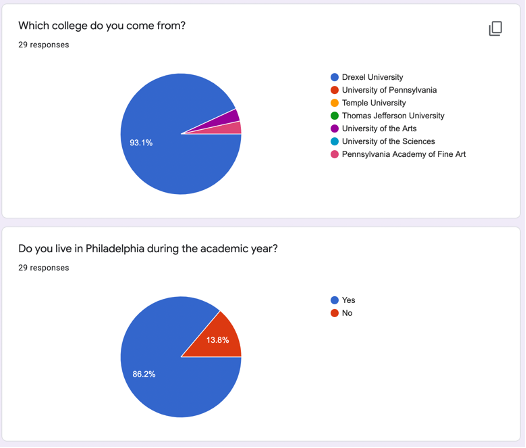 Which college do you come from?
29 responses
93.1%
Drexel University
University of Pennsylvania
Temple University
Thomas Jefferson University
University of the Arts
University of the Sciences
Pennsylvania Academy of Fine Art
Do you live in Philadelphia during the academic year?
29 responses
86.2%
13.8%
Yes
No